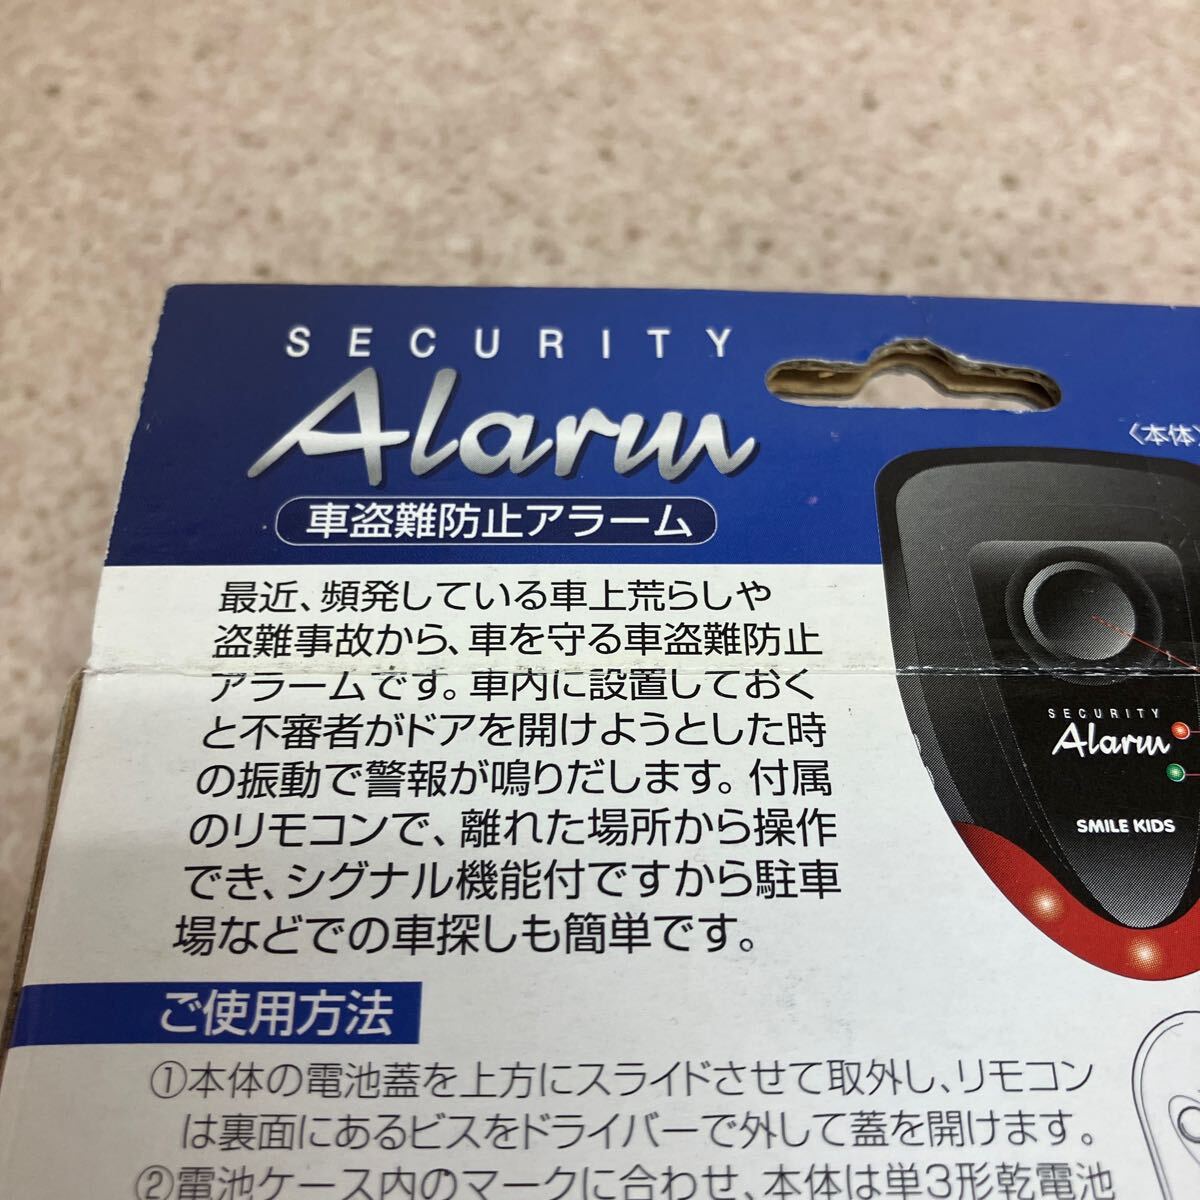 SECURITY
Alarm
車盗難防止アラーム
〈本体〉
最近、頻発している車上荒らしや
盗難事故から、車を守る車盗難防止
アラームです。車内に設置しておく
と不審者がドアを開けようとした時
の振動で警報が鳴りだします。付属
のリモコンで、離れた場所から操作
でき、シグナル機能付ですから駐車
場などでの車探しも簡単です。
SECURITY
Alarm
SMILE KIDS
ご使用方法
①本体の電池蓋を上方にスライドさせて取外し、リモコン
は裏面にあるビスをドライバーで外して蓋を開けます。
②電池ケース内のマークに合わせ、本体は単3形乾電池